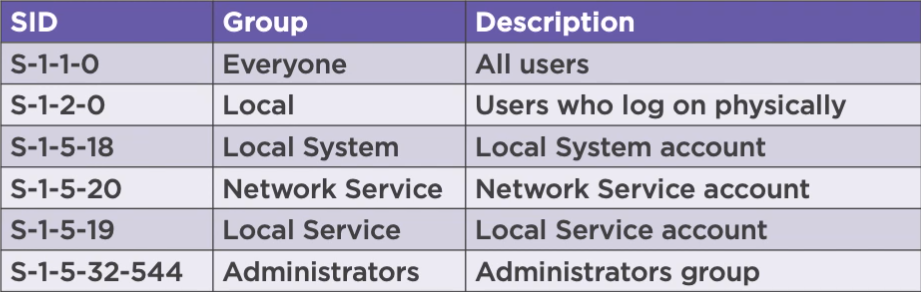 SID Group Description
S-1-1-0 Everyone All users
S-1-2-0 Local Users who log on physically
S-1-5-18 Local System Local System account
S-1-5-20 Network Service Network Service account
S-1-5-19 Local Service Local Service account
S-1-5-32-544 Administrators Administrators group